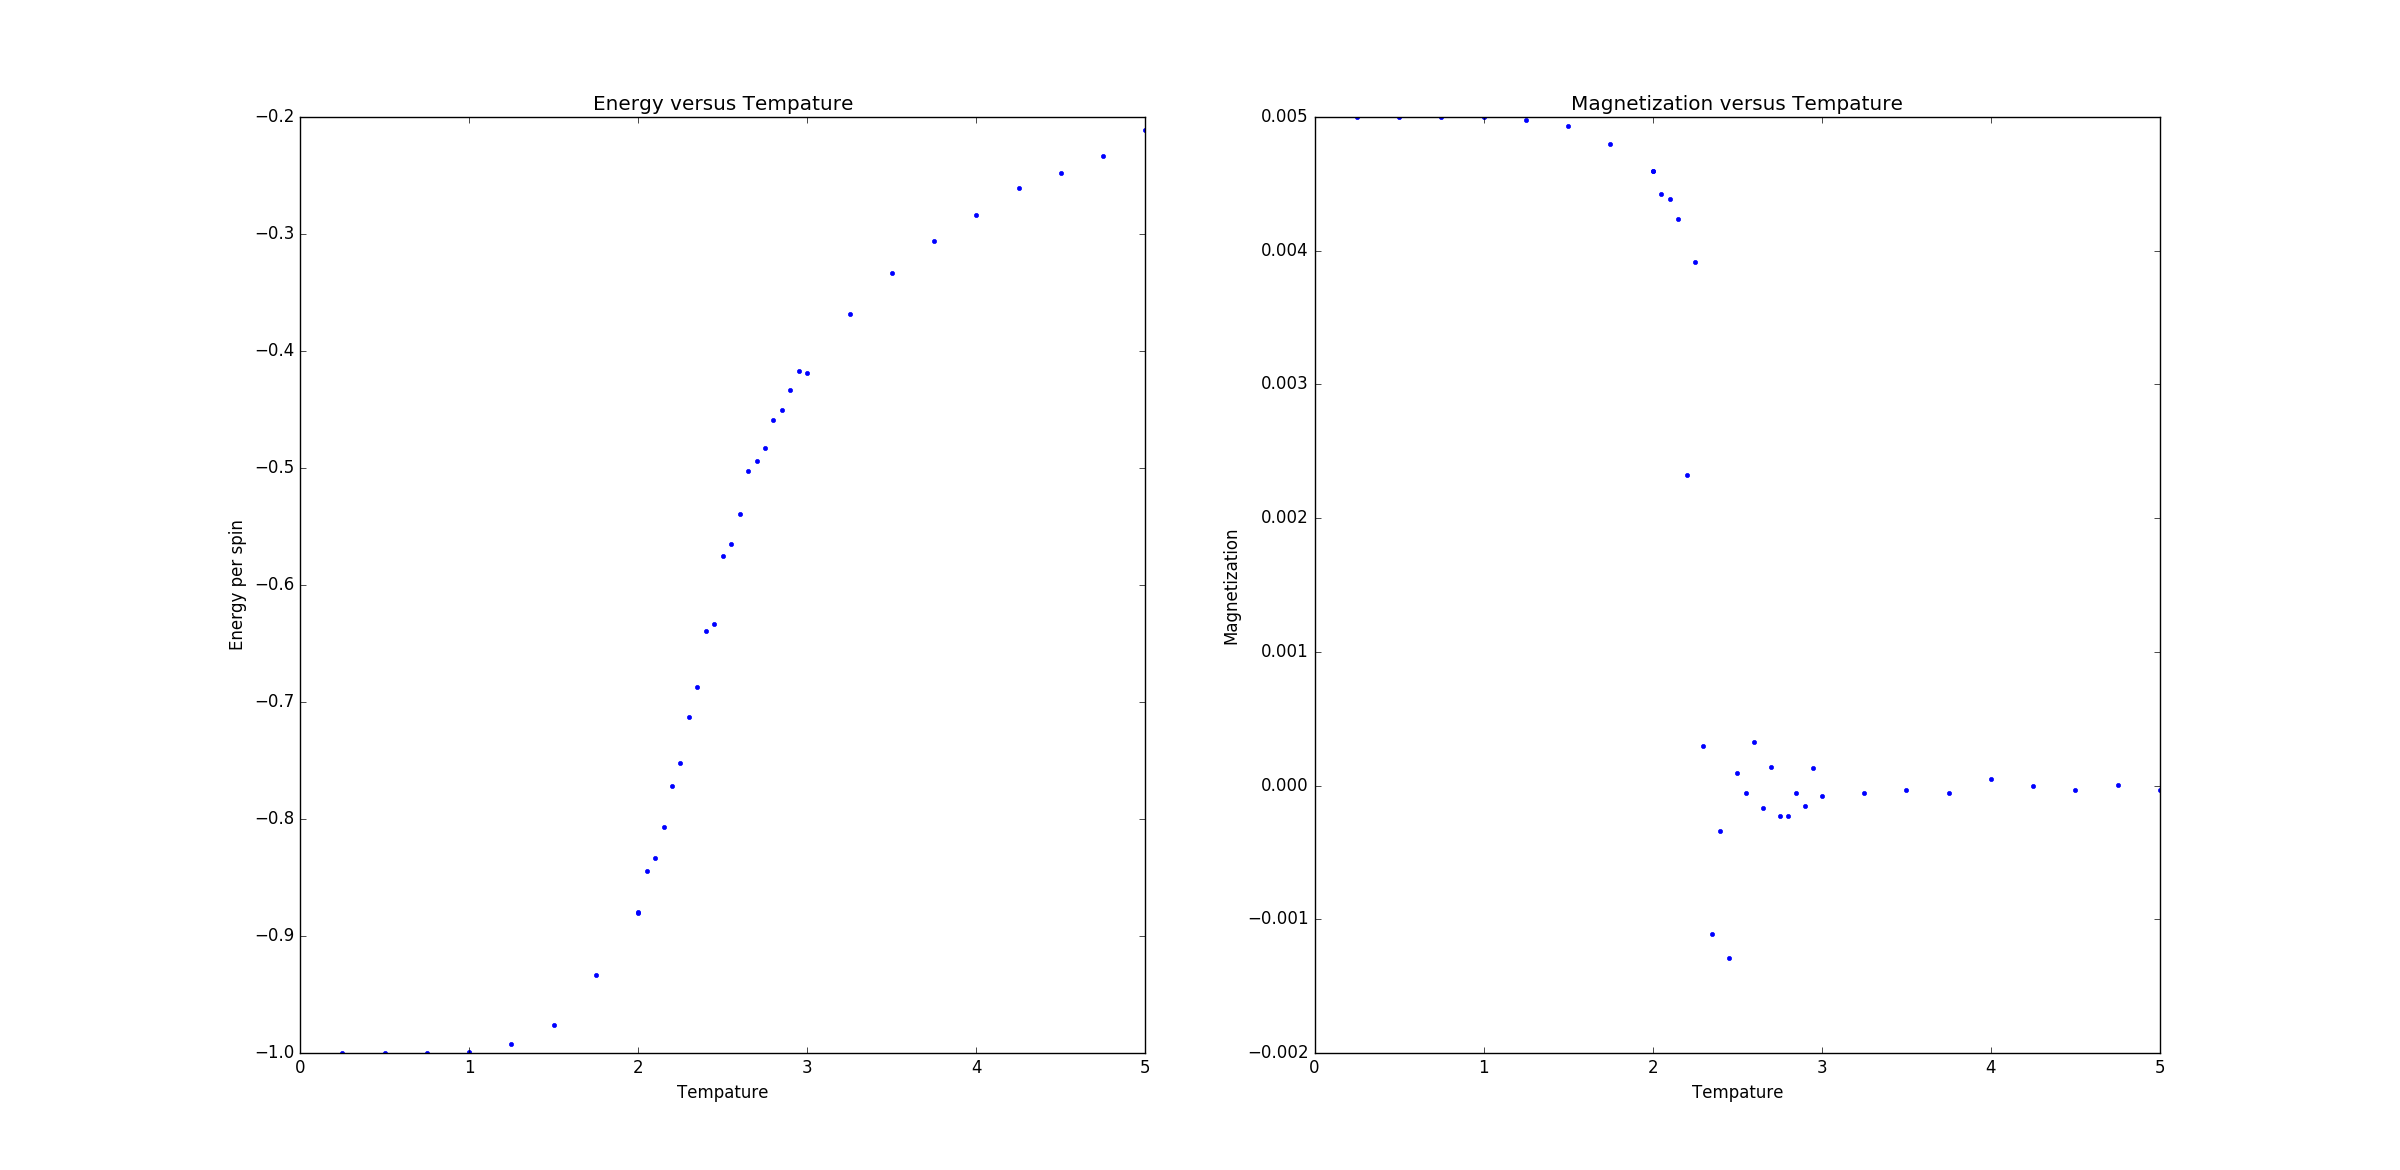 Energy versus Tempature
−0.2
−0.3
−0.4
−0.5
−0.6
−0.7
−0.8
−0.9
−1.0
Energy per spin
0 1 2 3 4 5
Tempature
Magnetization versus Tempature
0.005
0.004
0.003
0.002
0.001
0.000
−0.001
−0.002
Magnetization
0 1 2 3 4 5
Tempature